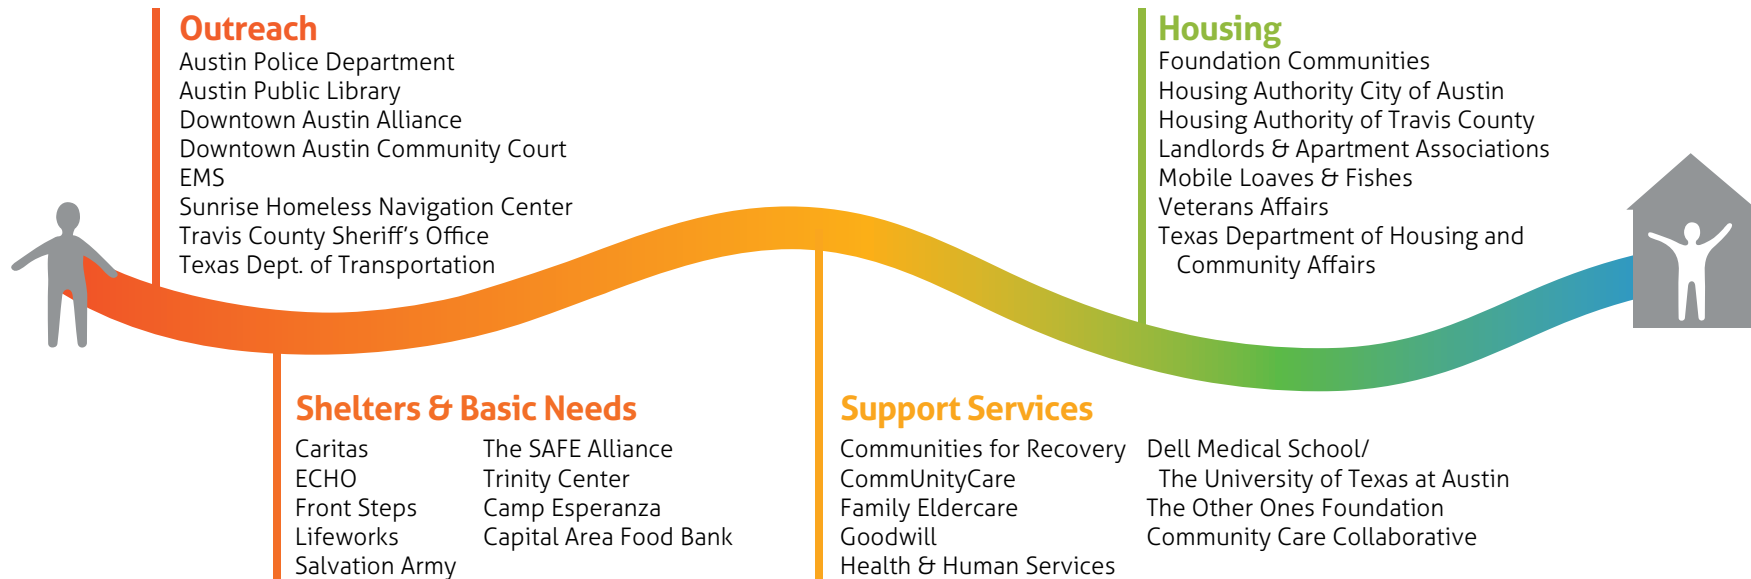 Outreach
Austin Police Department
Austin Public Library
Downtown Austin Alliance
Downtown Austin Community Court
EMS
Sunrise Homeless Navigation Center
Travis County Sheriff's Office
Texas Dept. of Transportation
Shelters & Basic Needs
Caritas
ECHO
Front Steps
Lifeworks
Salvation Army
The SAFE Alliance
Trinity Center
Camp Esperanza
Capital Area Food Bank
Support Services
Communities for Recovery
CommUnityCare
Family Eldercare
Goodwill
Health & Human Services
Dell Medical School/
The University of Texas at Austin
The Other Ones Foundation
Community Care Collaborative
Housing
Foundation Communities
Housing Authority City of Austin
Housing Authority of Travis County
Landlords & Apartment Associations
Mobile Loaves & Fishes
Veterans Affairs
Texas Department of Housing and
Community Affairs